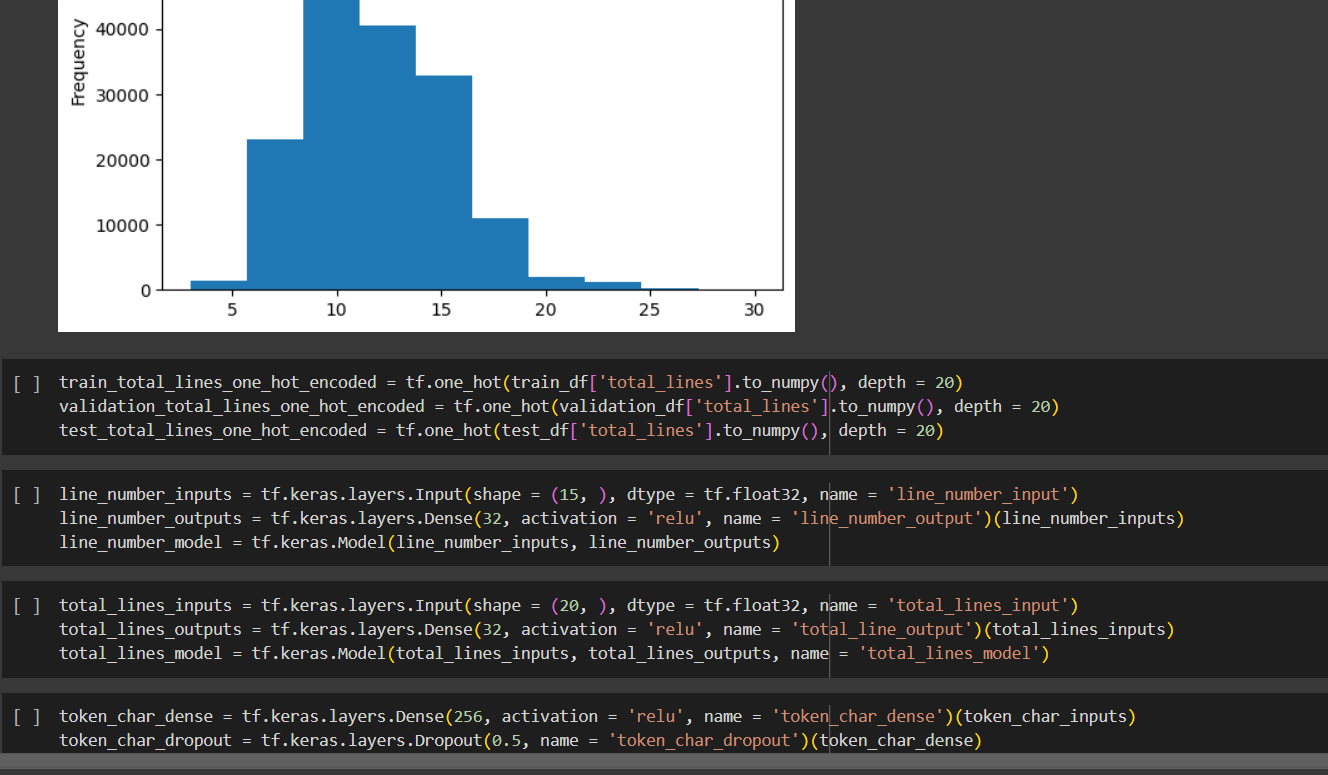 40000
Frequency
30000
20000
10000
0
5 10 15 20 25 30
[ ] train_total_lines_one_hot_encoded = tf.one_hot(train_df['total_lines'].to_numpy(), depth = 20)
validation_total_lines_one_hot_encoded = tf.one_hot(validation_df['total_lines'].to_numpy(), depth = 20)
test_total_lines_one_hot_encoded = tf.one_hot(test_df['total_lines'].to_numpy(), depth = 20)
[ ] line_number_inputs = tf.keras.layers.Input(shape = (15, ), dtype = tf.float32, name = 'line_number_input')
line_number_outputs = tf.keras.layers.Dense(32, activation = 'relu', name = 'line_number_output')(line_number_inputs)
line_number_model = tf.keras.Model(line_number_inputs, line_number_outputs)
[ ] total_lines_inputs = tf.keras.layers.Input(shape = (20, ), dtype = tf.float32, name = 'total_lines_input')
total_lines_outputs = tf.keras.layers.Dense(32, activation = 'relu', name = 'total_line_output')(total_lines_inputs)
total_lines_model = tf.keras.Model(total_lines_inputs, total_lines_outputs, name = 'total_lines_model')
[ ] token_char_dense = tf.keras.layers.Dense(256, activation = 'relu', name = 'token_char_dense')(token_char_inputs)
token_char_dropout = tf.keras.layers.Dropout(0.5, name = 'token_char_dropout')(token_char_dense)